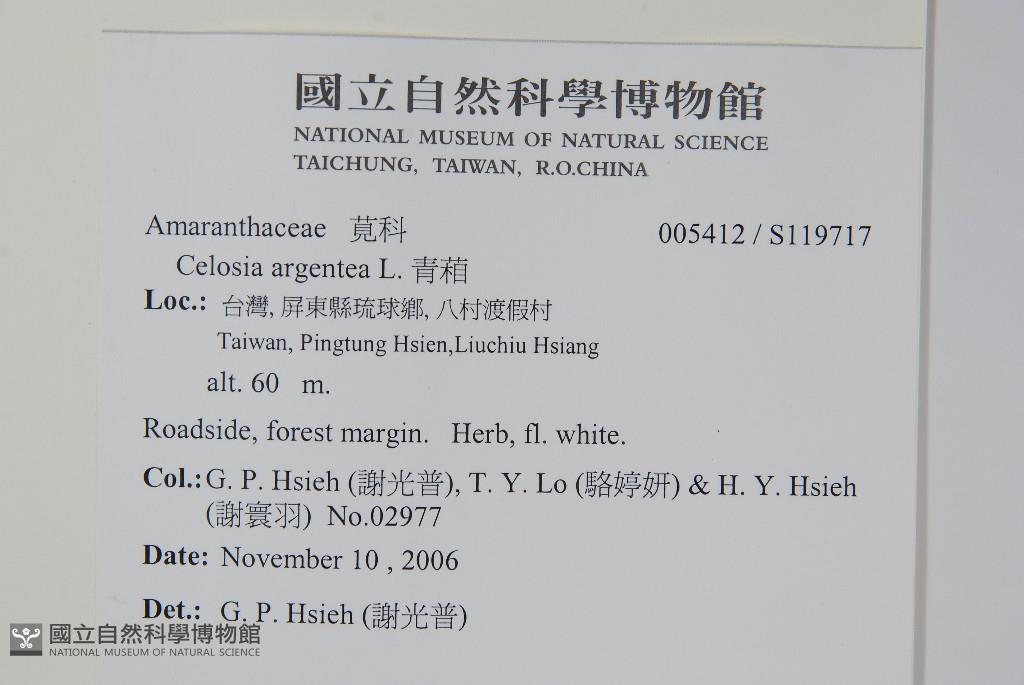 國立自然科學博物館
NATIONAL MUSEUM OF NATURAL SCIENCE
TAICHUNG, TAIWAN, R.O.CHINA
Amaranthaceae 莧科 005412 / S119717
Celosia argentea L. 青葙
Loc.: 台灣, 屏東縣琉球鄉, 八村渡假村
Taiwan, Pingtung Hsien,Liuchiu Hsiang
alt. 60 m.
Roadside, forest margin. Herb, fl. white.
Col.: G. P. Hsieh (謝光普), T. Y. Lo (駱婷妍) & H. Y. Hsieh
(謝寰羽) No.02977
Date: November 10 , 2006
Det.: G. P. Hsieh (謝光普)
國立自然科學博物館
NATIONAL MUSEUM OF NATURAL SCIENCE